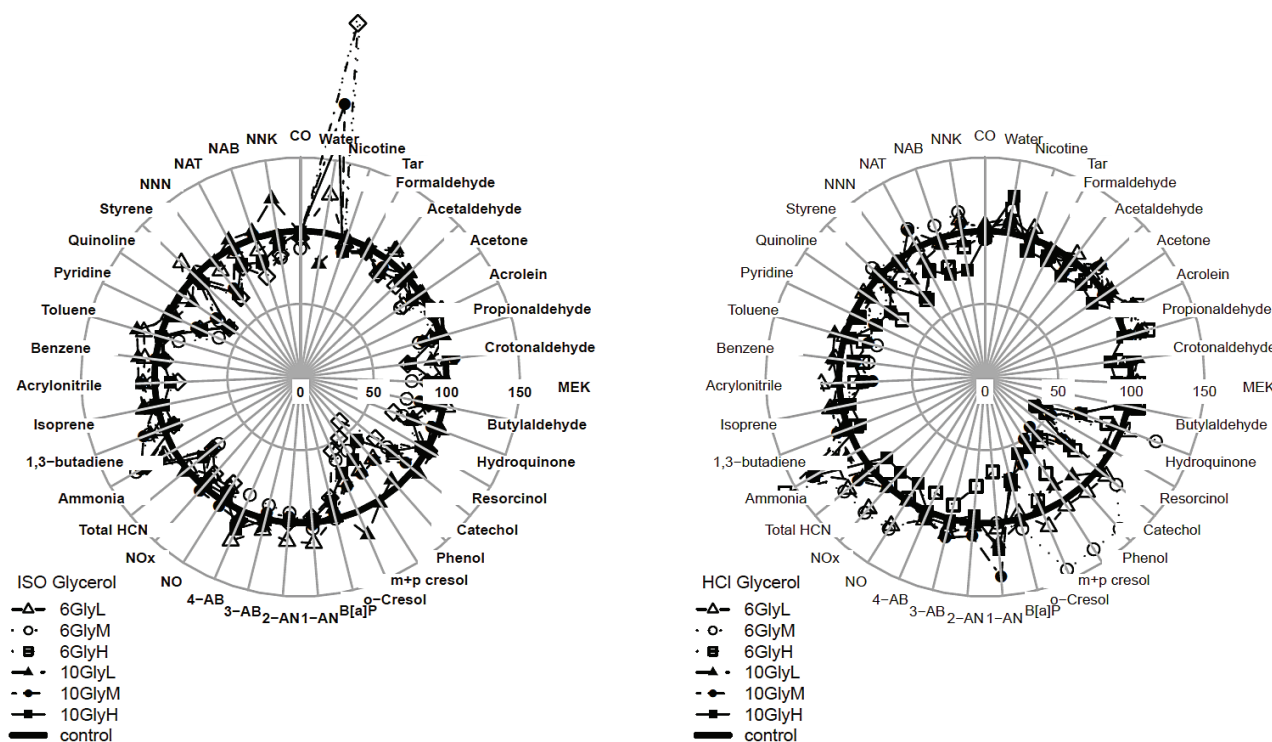 CO
Water
Nicotine
Tar
Formaldehyde
Acetaldehyde
Acetone
Acrolein
Propionaldehyde
Crotonaldehyde
MEK
Butylaldehyde
Hydroquinone
Resorcinol
Catechol
Phenol
m+p cresol
o−Cresol
B[a]P
1−AN
2−AN
3−AB
4−AB
NO
NOx
Total HCN
Ammonia
1,3−butadiene
Isoprene
Acrylonitrile
Benzene
Toluene
Pyridine
Quinoline
Styrene
NNN
NAT
NAB
NNK
0
50
100
150
ISO Glycerol
6GlyL
6GlyM
6GlyH
10GlyL
10GlyM
10GlyH
control
CO
Water
Nicotine
Tar
Formaldehyde
Acetaldehyde
Acetone
Acrolein
Propionaldehyde
Crotonaldehyde
MEK
Butylaldehyde
Hydroquinone
Resorcinol
Catechol
Phenol
m+p cresol
o−Cresol
B[a]P
1−AN
2−AN
3−AB
4−AB
NO
NOx
Total HCN
Ammonia
1,3−butadiene
Isoprene
Acrylonitrile
Benzene
Toluene
Pyridine
Quinoline
Styrene
NNN
NAT
NAB
NNK
0
50
100
150
HCI Glycerol
6GlyL
6GlyM
6GlyH
10GlyL
10GlyM
10GlyH
control